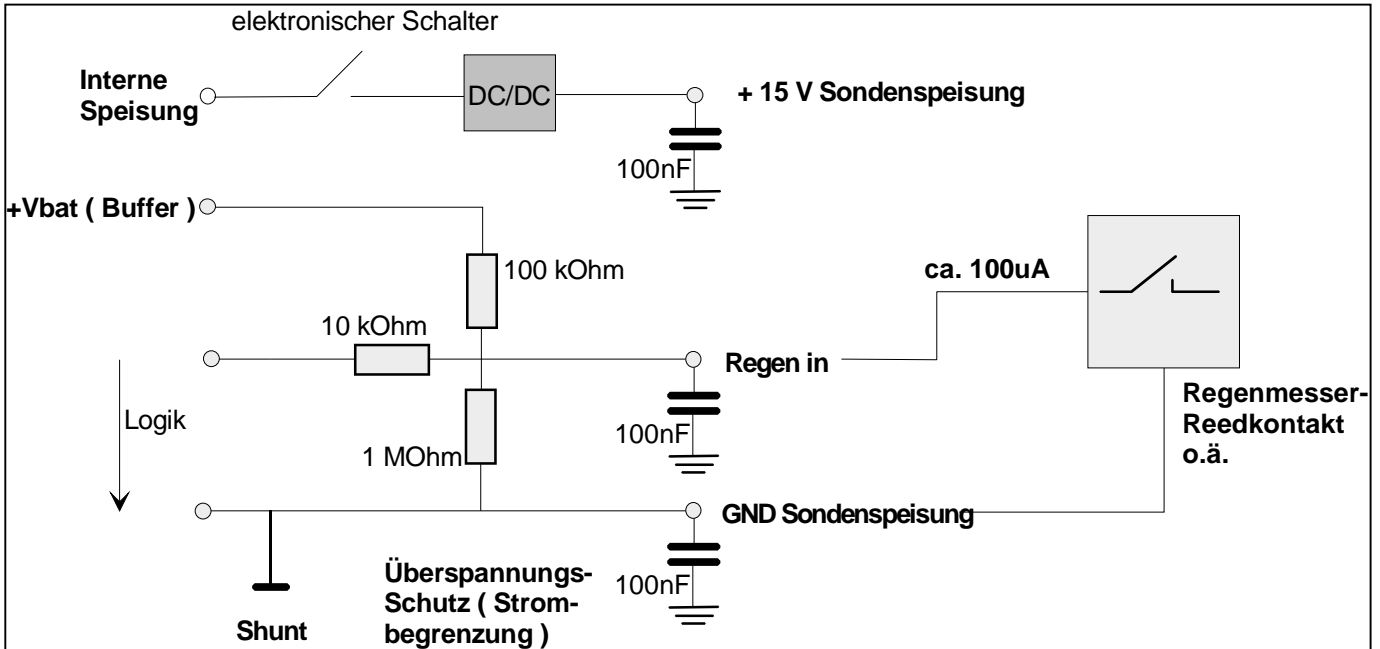 elektronischer Schalter
Interne
Speisung
DC/DC
+ 15 V Sondenspeisung
100nF
+Vbat ( Buffer )
100 kOhm
ca. 100uA
10 kOhm
Regen in
Logik
100nF
1 MOhm
Regenmesser-
Reedkontakt
o.ä.
GND Sondenspeisung
Überspannungs-
Schutz ( Strom-
begrenzung )
100nF
Shunt